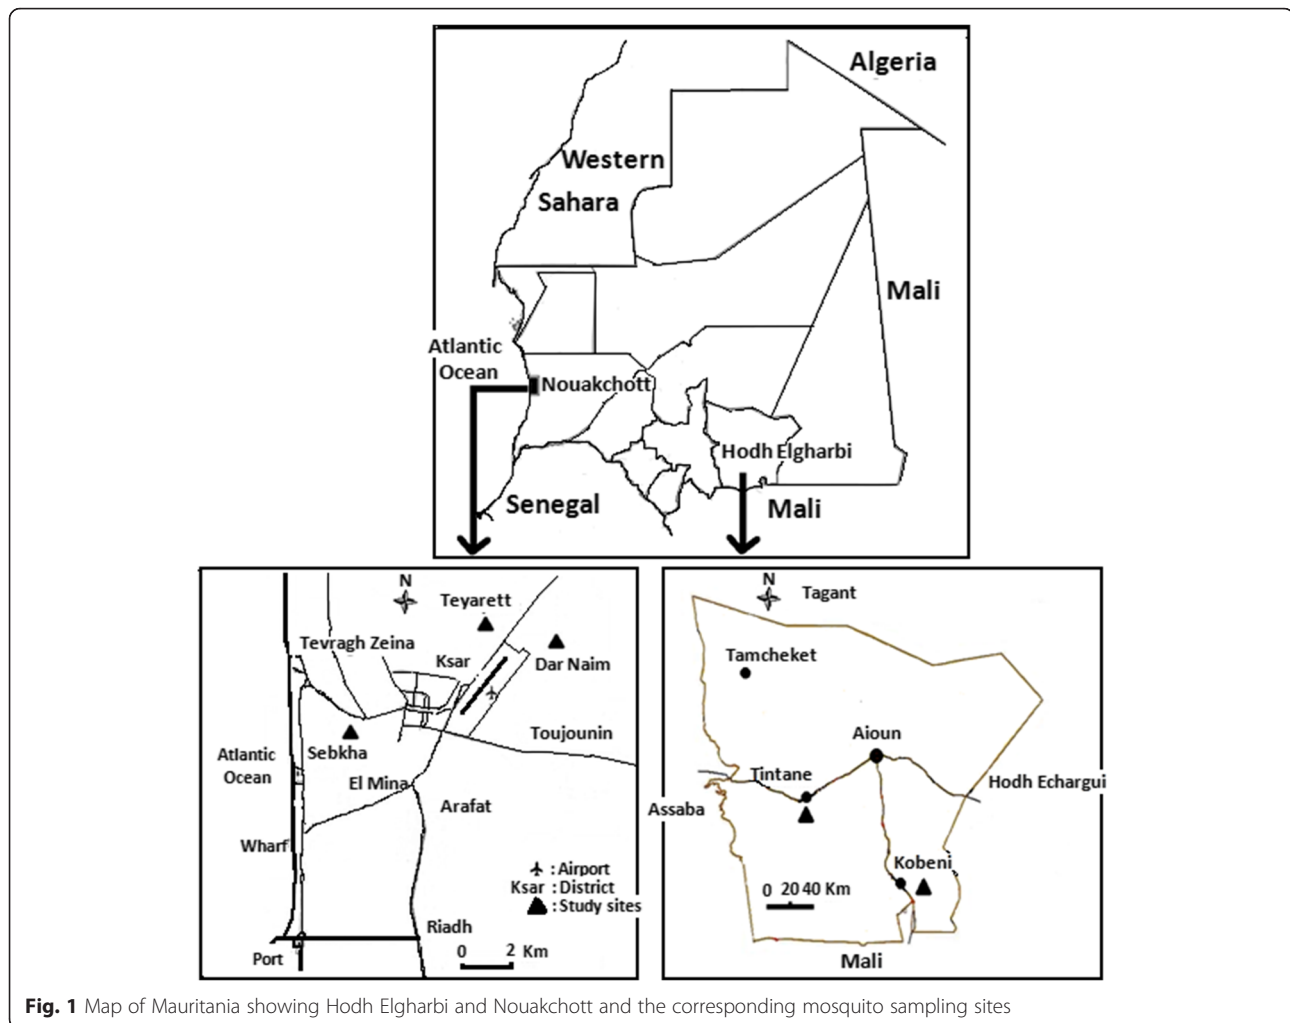 Algeria
Western
Sahara
Mali
Atlantic
Ocean
Nouakchott
Hodh Elgharbi
Senegal
Mali
N
Teyarett
Tevragh Zeina
Ksar
Dar Naim
Toujounin
Sebkha
Atlantic
Ocean
El Mina
Arafat
Wharf
: Airport
Ksar : District
: Study sites
Riadh
Port
0 2 Km
N
Tagant
Tamcheket
Aioun
Tintane
Hodh Echargui
Assaba
Kobeni
0 20 40 Km
Mali
Fig. 1 Map of Mauritania showing Hodh Elgharbi and Nouakchott and the corresponding mosquito sampling sites